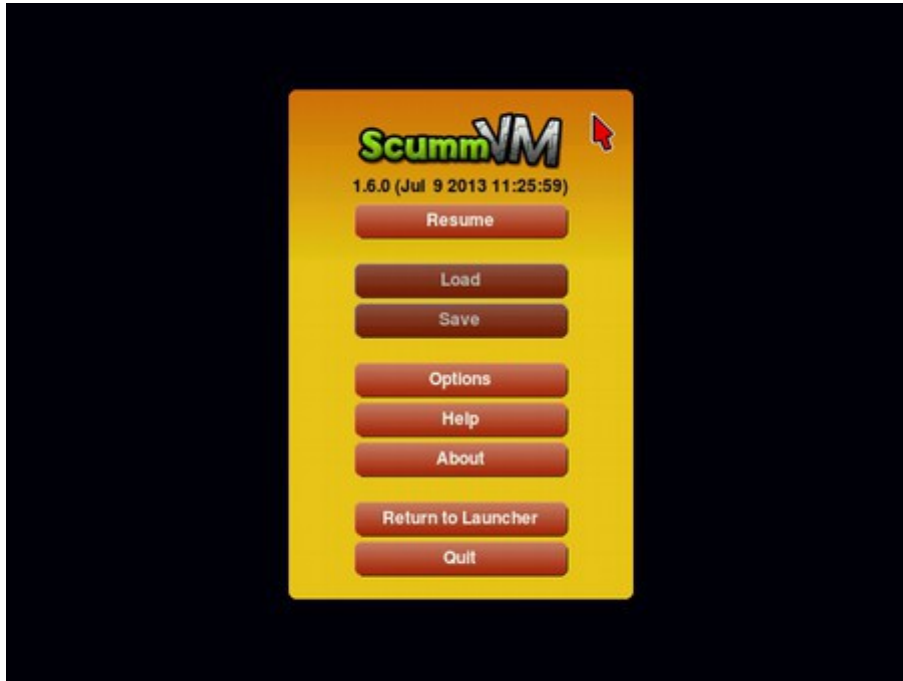 ScummVM
1.6.0 (Jul 9 2013 11:25:59)
Resume
Load
Save
Options
Help
About
Return to Launcher
Quit